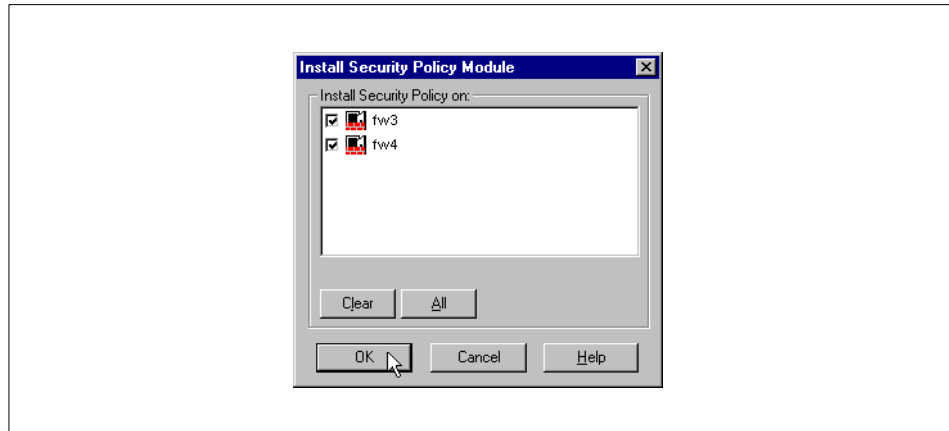 Install Security Policy Module
Install Security Policy on:
fw3
fw4
Clear
All
OK
Cancel
Help